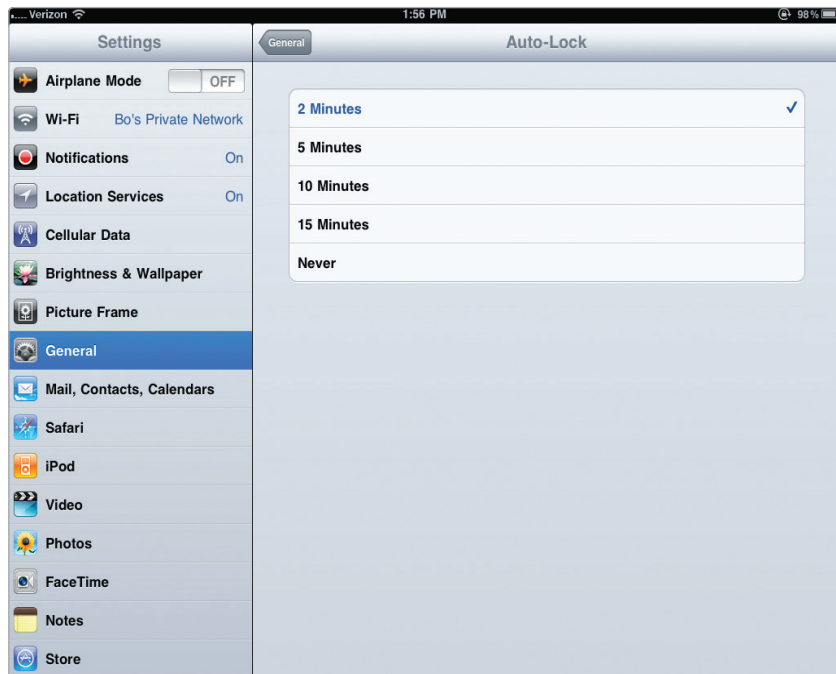 Verizon 1:56 PM 98%
Settings
General Auto-Lock
Airplane Mode OFF
Wi-Fi Bo's Private Network
Notifications On
Location Services On
Cellular Data
Brightness & Wallpaper
Picture Frame
General
Mail, Contacts, Calendars
Safari
iPod
Video
Photos
FaceTime
Notes
Store
2 Minutes
5 Minutes
10 Minutes
15 Minutes
Never